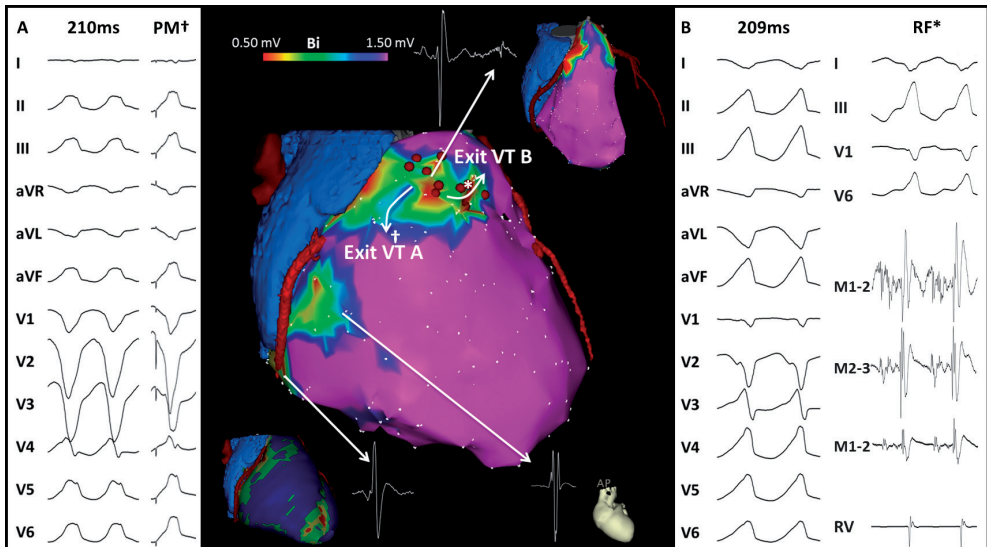 A 210ms PM†
I
II
III
aVR
aVL
aVF
V1
V2
V3
V4
V5
V6
0.50 mV Bi 1.50 mV
Exit VT B
*
†
Exit VT A
AP
B 209ms RF*
I
II
III
aVR
aVL
aVF
V1
V2
V3
V4
V5
V6
I
III
V1
V6
M1-2
M2-3
M1-2
RV